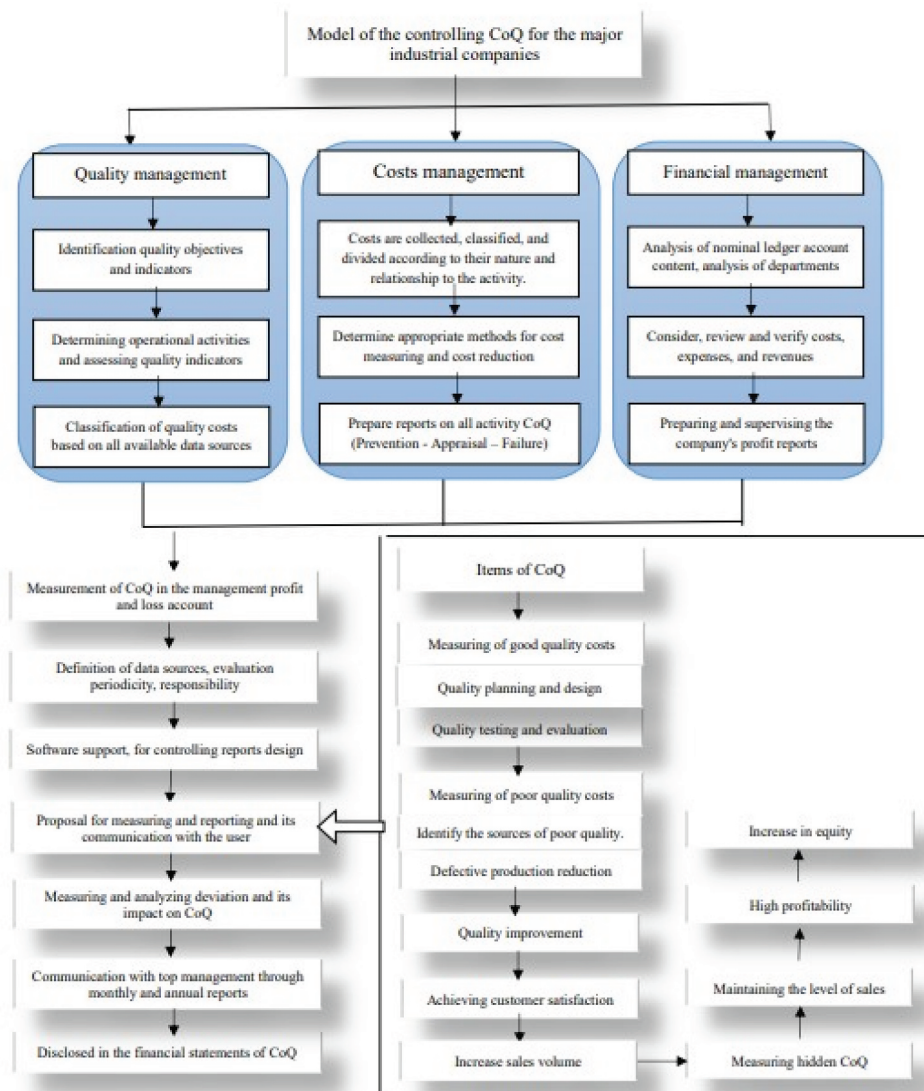 Model of the controlling CoQ for the major
industrial companies
Quality management
Identification quality objectives
and indicators
Determining operational activities
and assessing quality indicators
Classification of quality costs
based on all available data sources
Costs management
Costs are collected, classified, and
divided according to their nature and
relationship to the activity.
Determine appropriate methods for cost
measuring and cost reduction
Prepare reports on all activity CoQ
(Prevention - Appraisal – Failure)
Financial management
Analysis of nominal ledger account
content, analysis of departments
Consider, review and verify costs,
expenses, and revenues
Preparing and supervising the
company's profit reports
Measurement of CoQ in the management profit
and loss account
Definition of data sources, evaluation
periodicity, responsibility
Software support, for controlling reports design
Proposal for measuring and reporting and its
communication with the user
Measuring and analyzing deviation and its
impact on CoQ
Communication with top management through
monthly and annual reports
Disclosed in the financial statements of CoQ
Items of CoQ
Measuring of good quality costs
Quality planning and design
Quality testing and evaluation
Measuring of poor quality costs
Identify the sources of poor quality.
Defective production reduction
Quality improvement
Achieving customer satisfaction
Increase sales volume
Measuring hidden CoQ
Maintaining the level of sales
High profitability
Increase in equity